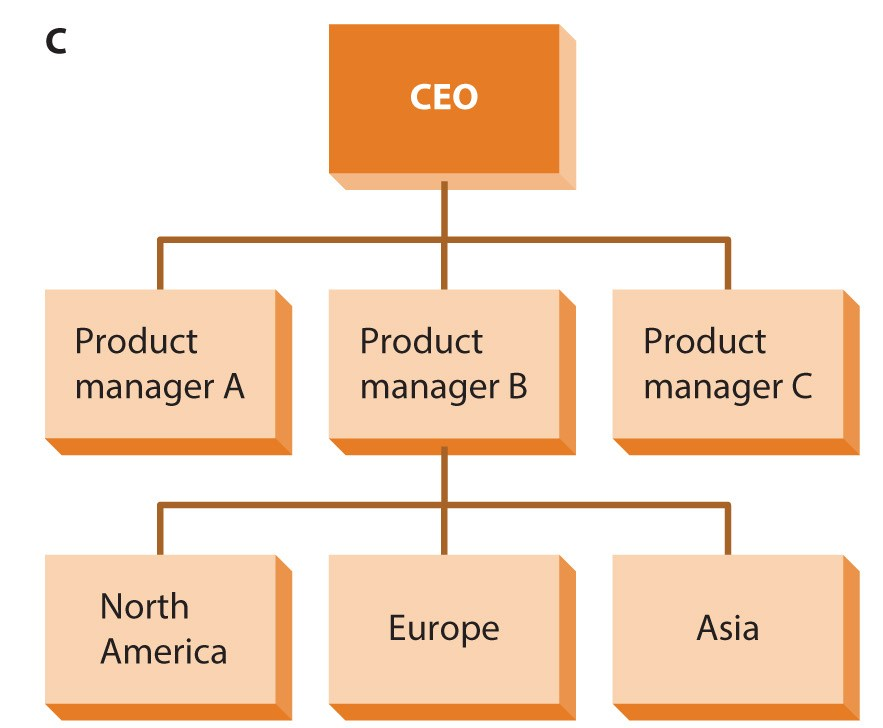 C
CEO
Product
manager A
Product
manager B
Product
manager C
North
America
Europe
Asia